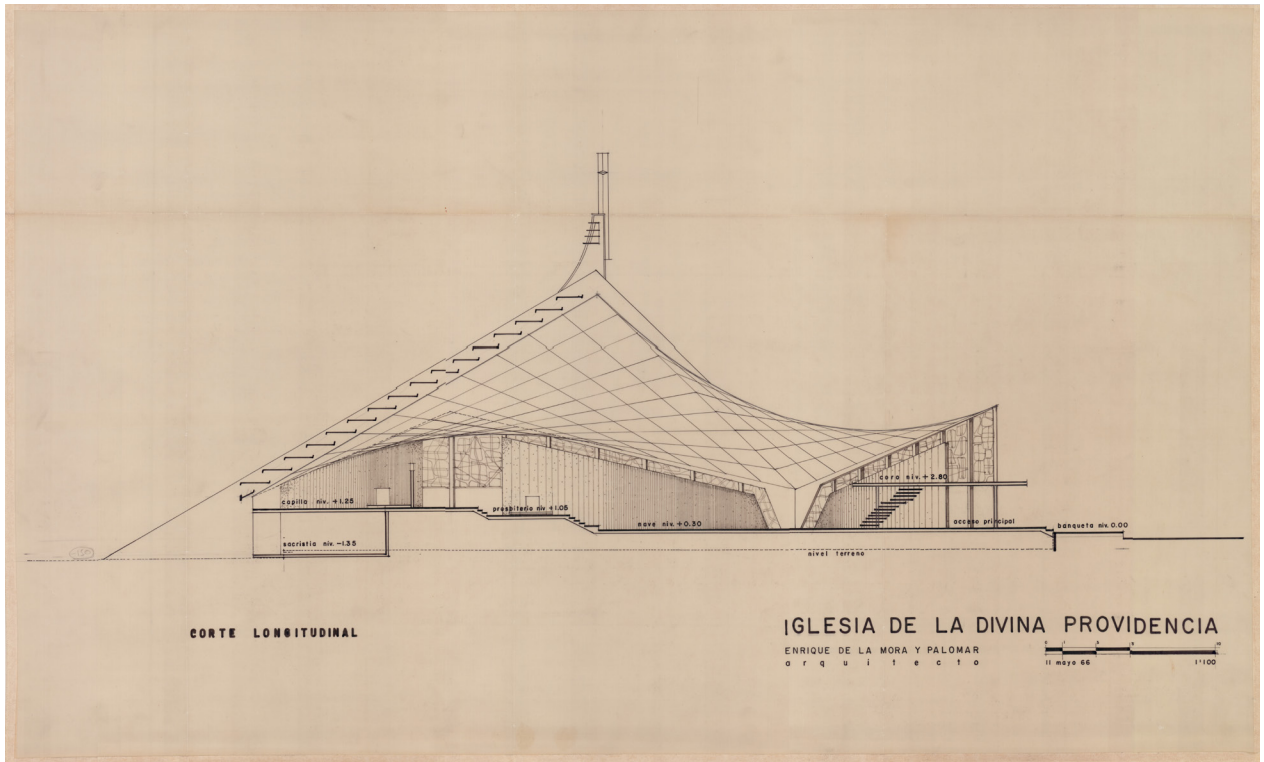 coro niv. +2.80
capilla niv. +1.25
presbiterio niv +1.05
nave niv. +0.30
acceso principal
banqueta niv. 0.00
sacristia niv. -1.35
nivel terreno
CORTE LONGITUDINAL
IGLESIA DE LA DIVINA PROVIDENCIA
ENRIQUE DE LA MORA Y PALOMAR
arquitecto
11 mayo 66
1:100